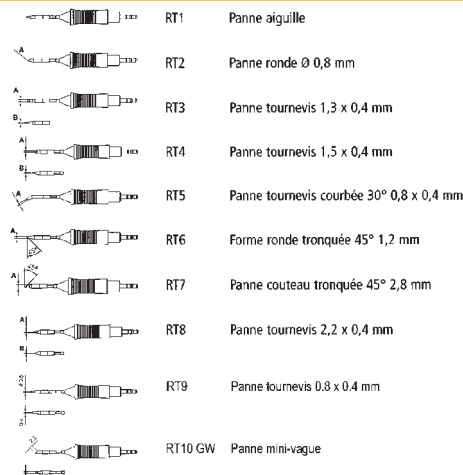 RT1 Panne aiguille
A
RT2 Panne ronde Ø 0,8 mm
A
B
RT3 Panne tournevis 1,3 x 0,4 mm
A
B
RT4 Panne tournevis 1,5 x 0,4 mm
A
RT5 Panne tournevis courbée 30° 0,8 x 0,4 mm
A
RT6 Forme ronde tronquée 45° 1,2 mm
A
RT7 Panne couteau tronquée 45° 2,8 mm
A
B
RT8 Panne tournevis 2,2 x 0,4 mm
RT9 Panne tournevis 0.8 x 0.4 mm
RT10 GW Panne mini-vague